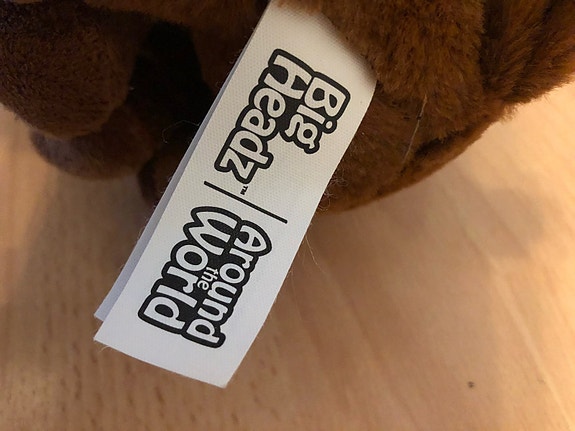 Big
Headz™
Around
the
World